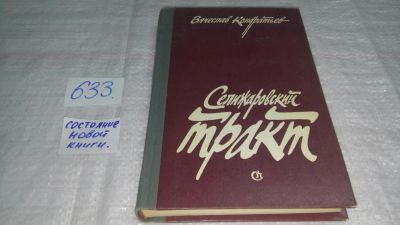 633.
СОСТОЯНИЕ
НОВОЙ
КНИГИ.
Вячеслав Кондратьев
Селижаровский
тракт